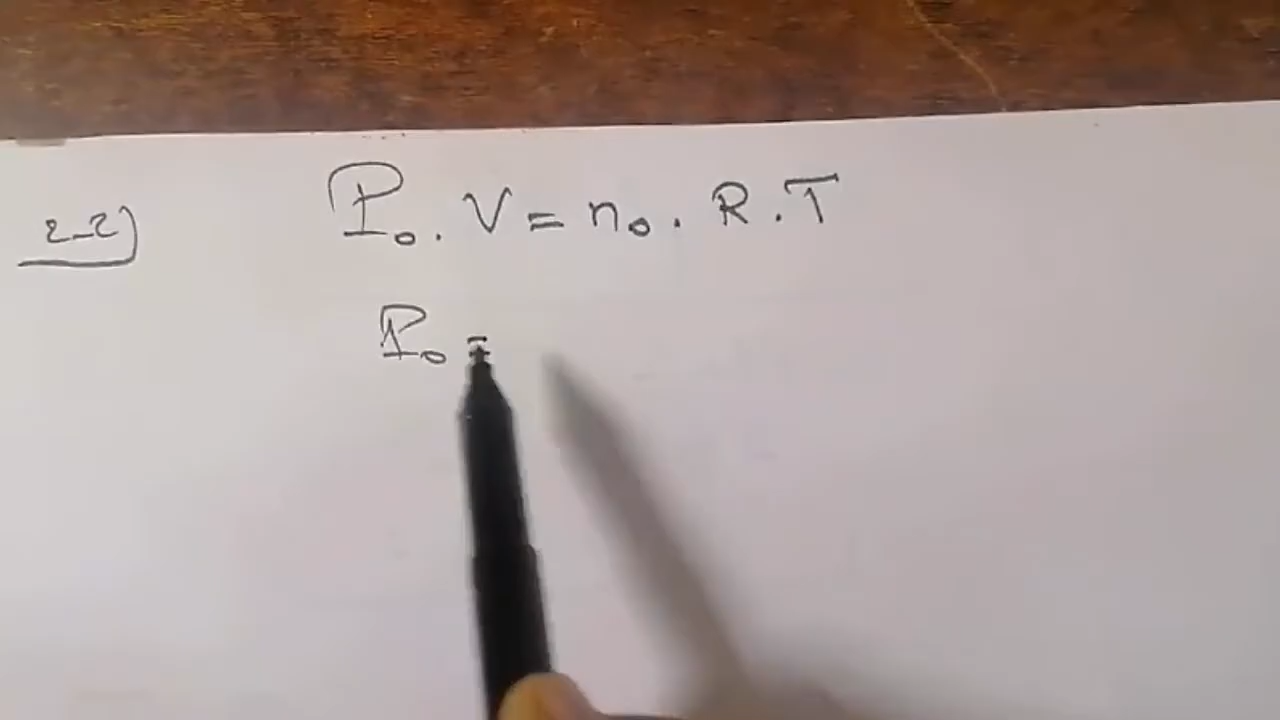 2-2) P₀. V = n₀. R.T
P₀ =